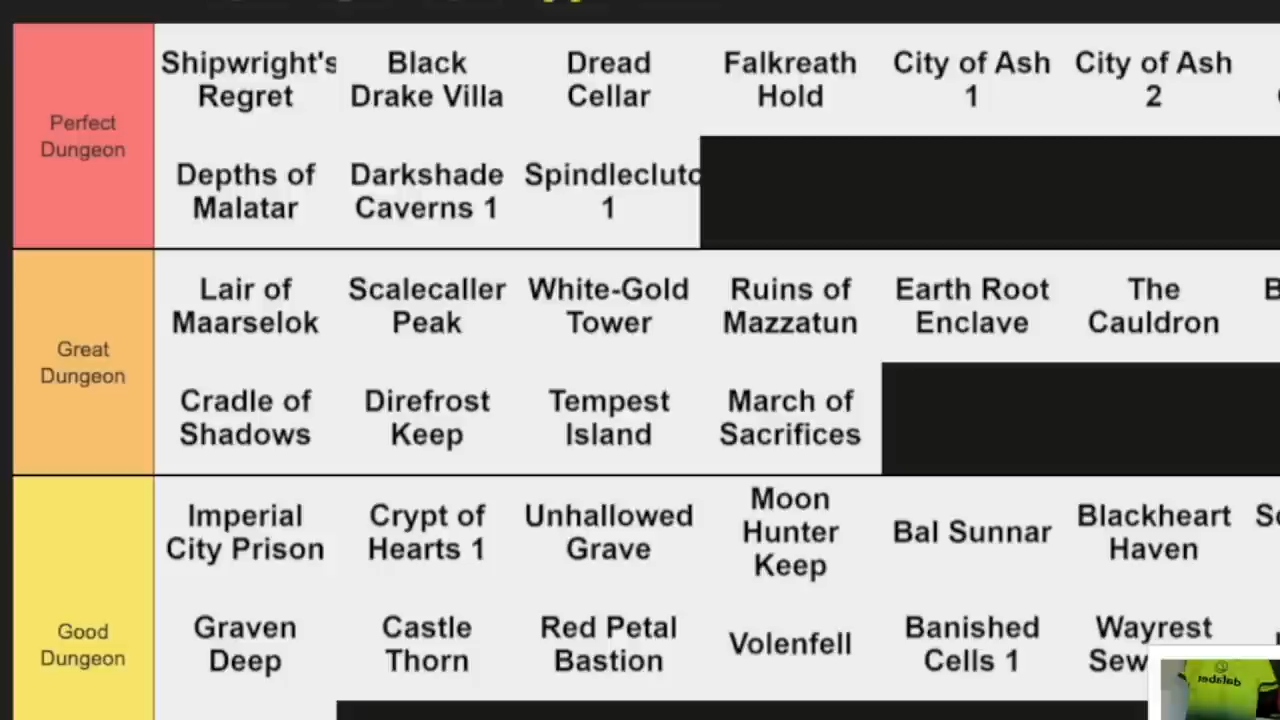 Perfect
Dungeon
Shipwright's
Regret
Black
Drake Villa
Dread
Cellar
Falkreath
Hold
City of Ash
1
City of Ash
2
Depths of
Malatar
Darkshade
Caverns 1
Spindleclutc
1
Great
Dungeon
Lair of
Maarselok
Scalecaller
Peak
White-Gold
Tower
Ruins of
Mazzatun
Earth Root
Enclave
The
Cauldron
Cradle of
Shadows
Direfrost
Keep
Tempest
Island
March of
Sacrifices
Good
Dungeon
Imperial
City Prison
Crypt of
Hearts 1
Unhallowed
Grave
Moon
Hunter
Keep
Bal Sunnar
Blackheart
Haven
Graven
Deep
Castle
Thorn
Red Petal
Bastion
Volenfell
Banished
Cells 1
Wayrest
Sew
dafabet